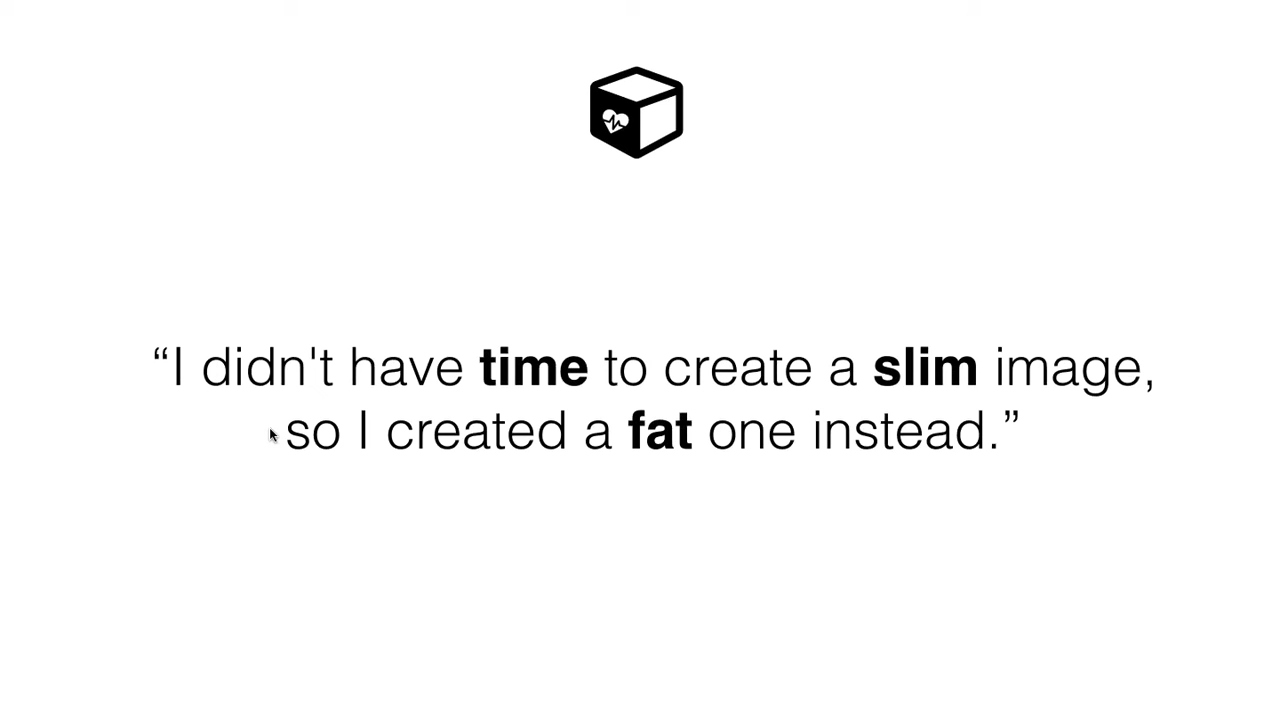 “I didn't have time to create a slim image,
so I created a fat one instead.”